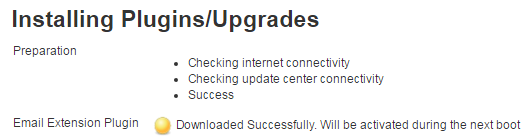 Installing Plugins/Upgrades
Preparation
Checking internet connectivity
Checking update center connectivity
Success
Email Extension Plugin Downloaded Successfully. Will be activated during the next boot